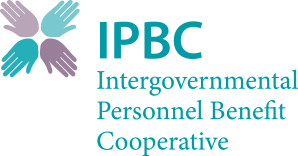 IPBC
Intergovernmental
Personnel Benefit
Cooperative